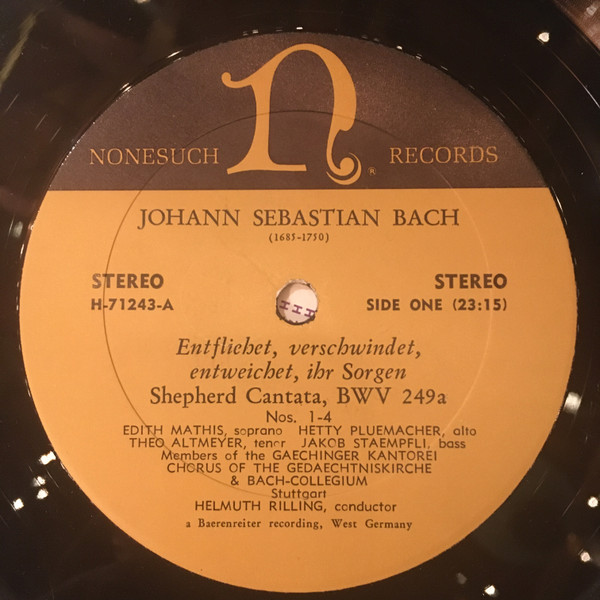 NONESUCH n® RECORDS
JOHANN SEBASTIAN BACH
(1685-1750)
STEREO STEREO
H-71243-A SIDE ONE (23:15)
Entfliehet, verschwindet,
entweichet, ihr Sorgen
Shepherd Cantata, BWV 249a
Nos. 1-4
EDITH MATHIS, soprano HETTY PLUEMACHER, alto
THEO ALTMEYER, tenor JAKOB STAEMPFLI, bass
Members of the GAECHINGER KANTOREI
CHORUS OF THE GEDAECHTNISKIRCHE
& BACH-COLLEGIUM
Stuttgart
HELMUTH RILLING, conductor
a Baerenreiter recording, West Germany